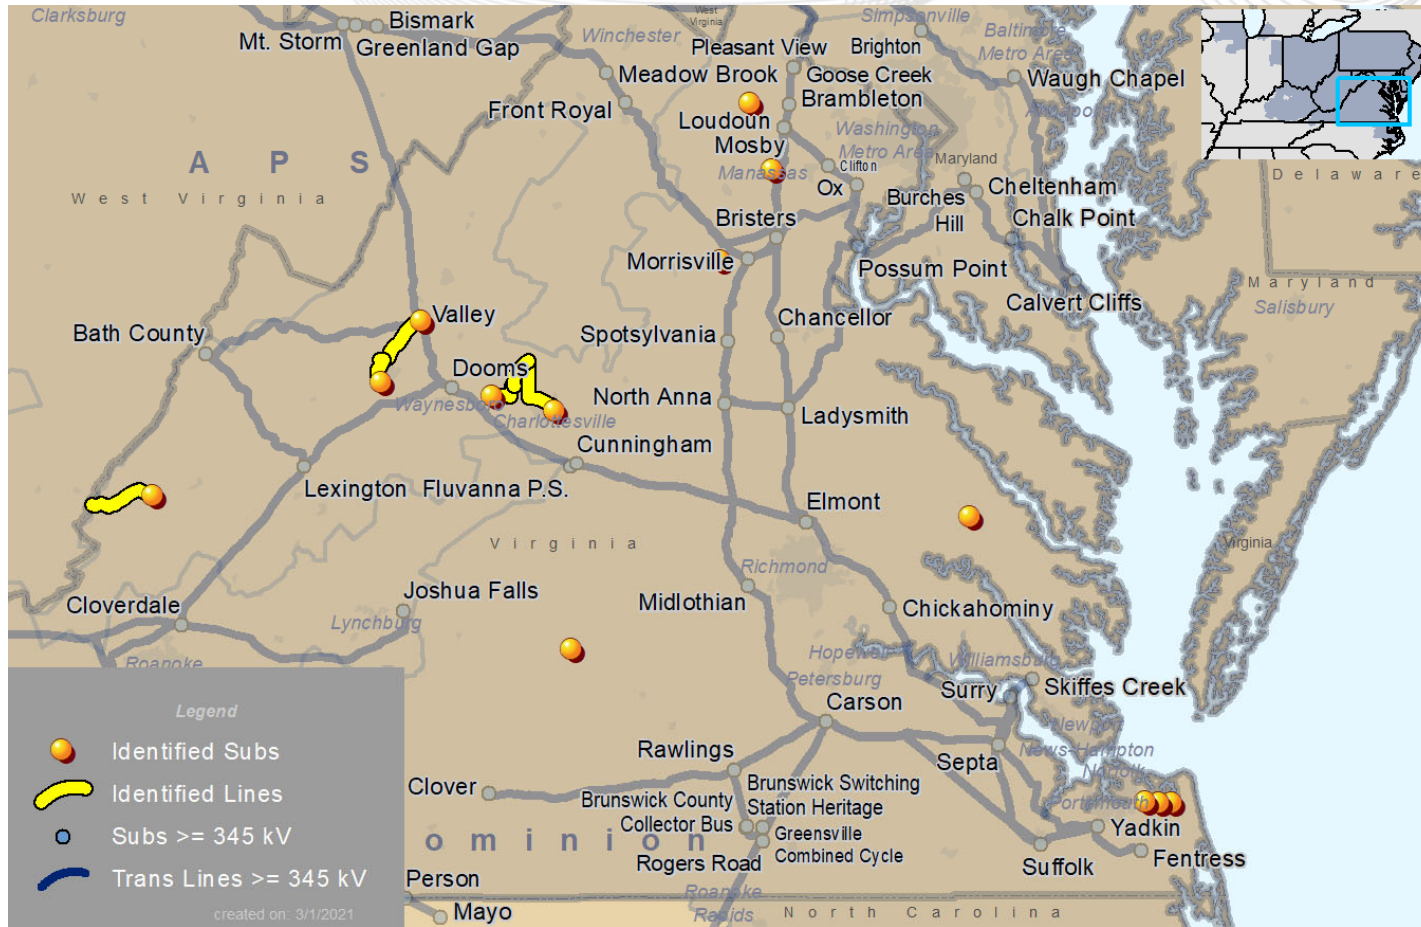 Clarksburg
Mt. Storm
Bismark
Greenland Gap
Winchester
West
Virginia
Simpsonville
Baltimore
Metro Area
Pleasant View
Brighton
Meadow Brook
Goose Creek
Waugh Chapel
Front Royal
Brambleton
Loudoun
Mosby
Washington
Metro Area
A P S
Manassas
Clifton
Maryland
Ox
Cheltenham
Delaware
West Virginia
Burches
Hill
Bristers
Chalk Point
Morrisville
Possum Point
Maryland
Calvert Cliffs
Salisbury
Valley
Bath County
Chancellor
Spotsylvania
Dooms
North Anna
Waynesboro
Charlottesville
Ladysmith
Cunningham
Lexington
Fluvanna P.S.
Elmont
Virginia
Virginia
Richmond
Joshua Falls
Midlothian
Cloverdale
Chickahominy
Lynchburg
Roanoke
Hopewell
Williamsburg
Petersburg
Surry
Skiffes Creek
Carson
Newport
News-Hampton
Norfolk
Rawlings
Septa
Clover
Brunswick Switching
Station Heritage
Brunswick County
Collector Bus
Portsmouth
Greensville
Combined Cycle
Yadkin
ominion
Rogers Road
Suffolk
Fentress
Person
Roanoke
Rapids
Mayo
North Carolina
Legend
Identified Subs
Identified Lines
Subs >= 345 kV
Trans Lines >= 345 kV
created on: 3/1/2021